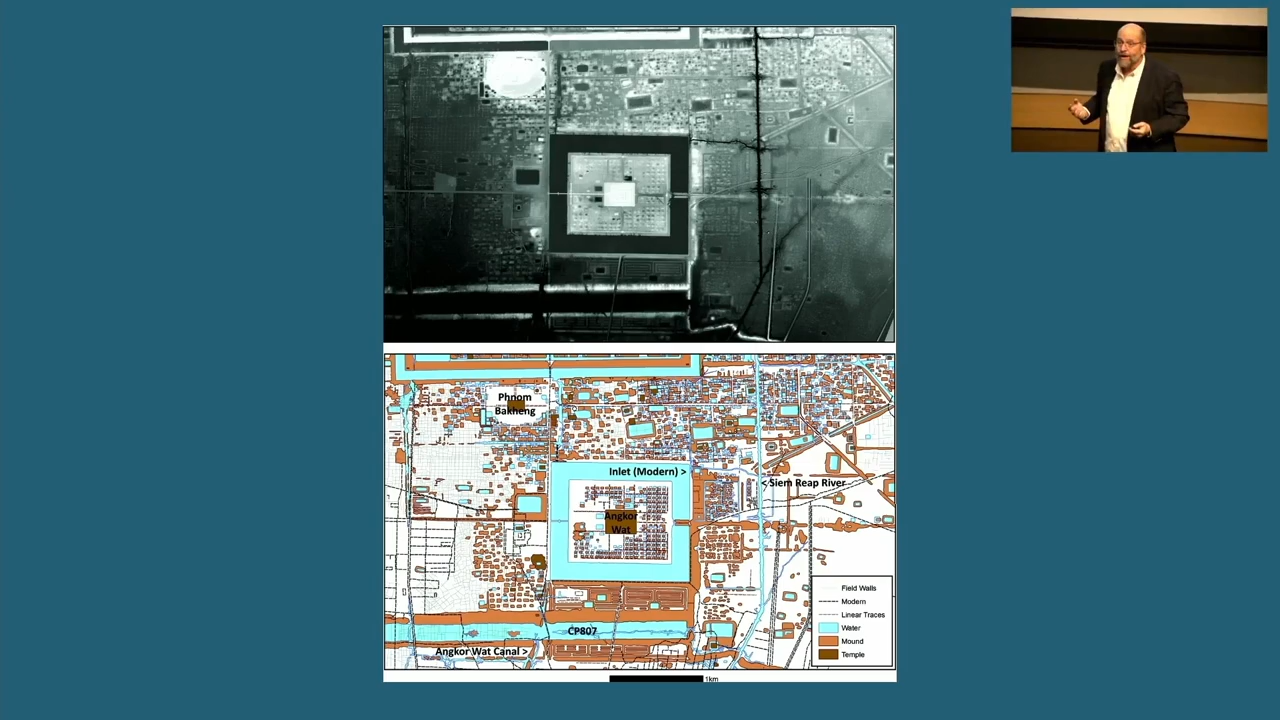 Phnom
Bakheng
Inlet (Modern) >
< Siem Reap River
Angkor
Wat
CP807
Angkor Wat Canal >
Field Walls
Modern
Linear Traces
Water
Mound
Temple
1km